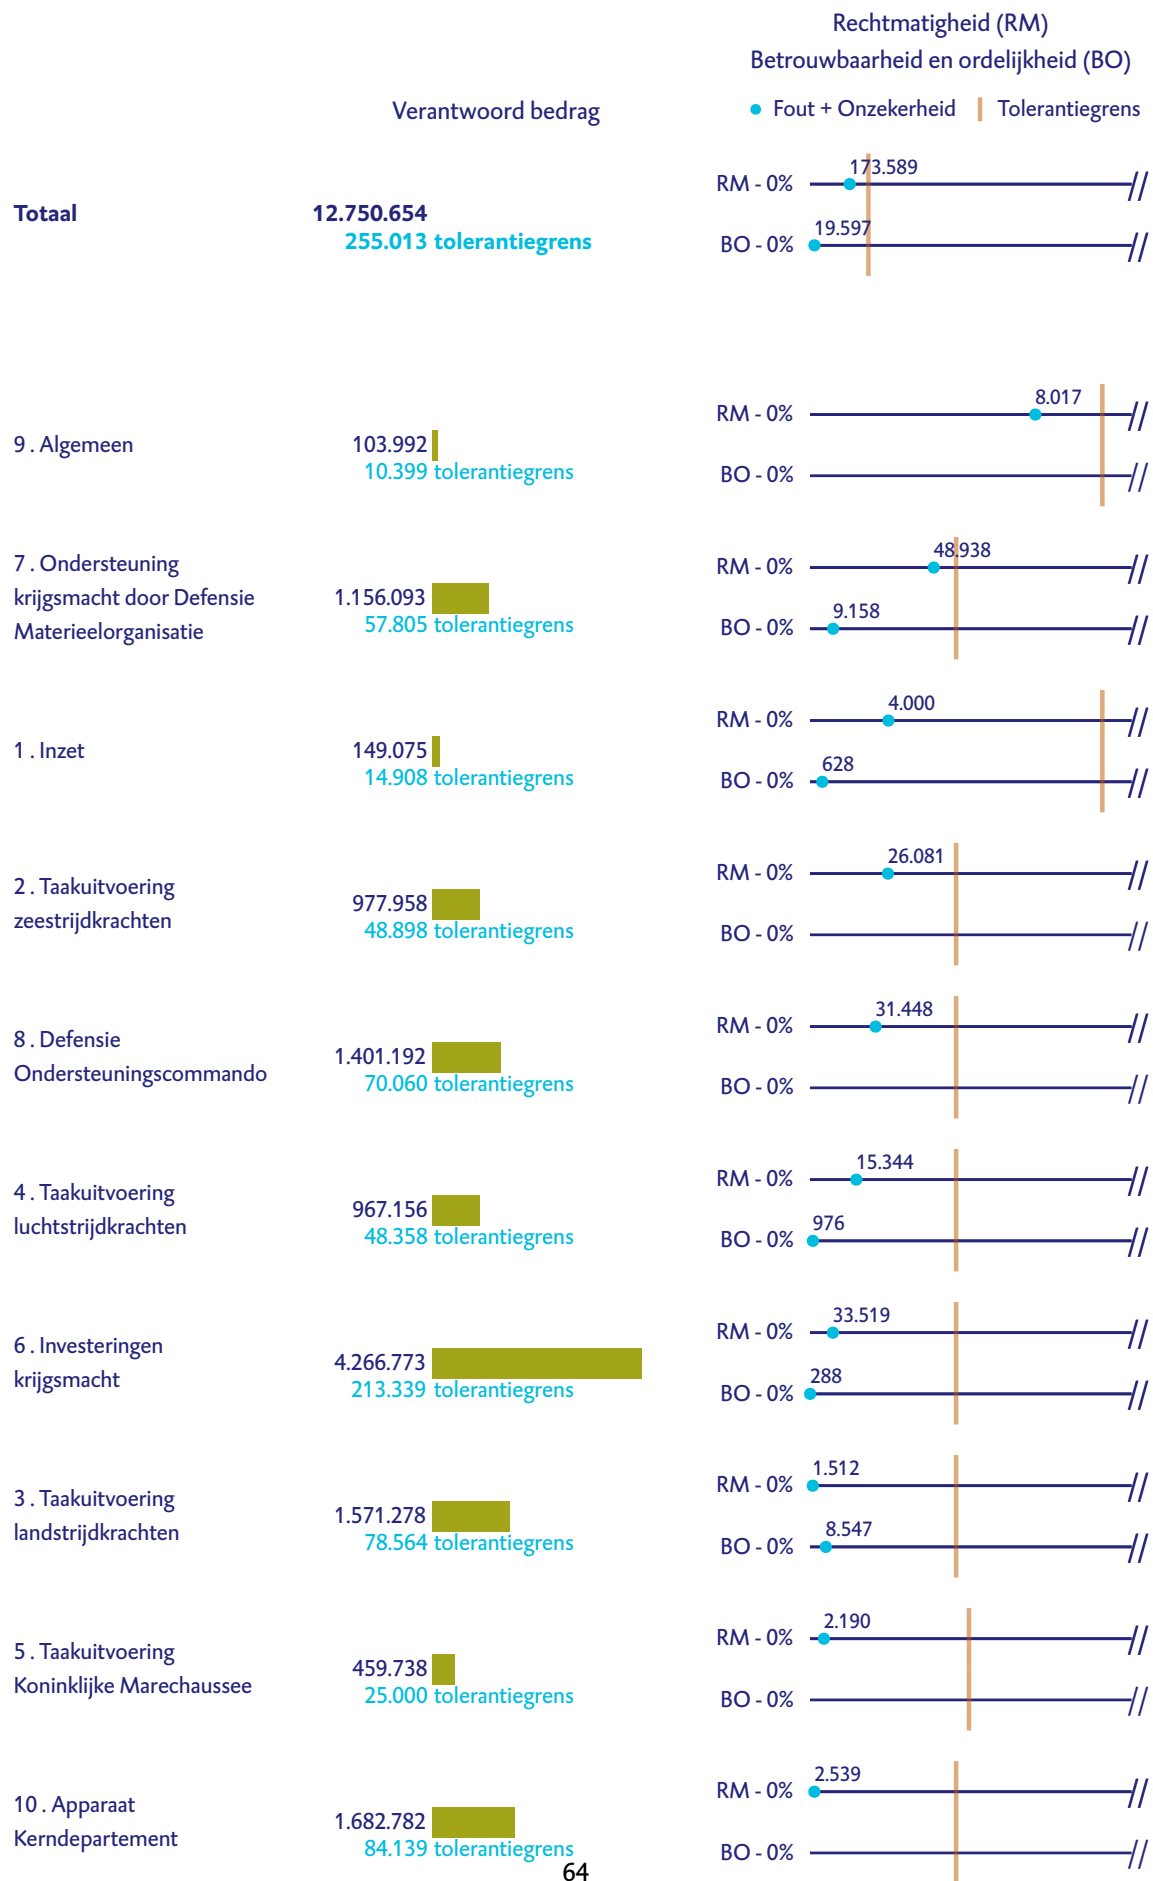 Rechtmatigheid (RM)
Betrouwbaarheid en ordelijkheid (BO)
Verantwoord bedrag
Fout + Onzekerheid | Tolerantiegrens
Totaal
12.750.654
255.013 tolerantiegrens
RM - 0%
173.589
BO - 0%
19.597
9 . Algemeen
103.992
10.399 tolerantiegrens
RM - 0%
8.017
BO - 0%
7 . Ondersteuning
krijgsmacht door Defensie
Materieelorganisatie
1.156.093
57.805 tolerantiegrens
RM - 0%
48.938
BO - 0%
9.158
1 . Inzet
149.075
14.908 tolerantiegrens
RM - 0%
4.000
BO - 0%
628
2 . Taakuitvoering
zeestrijdkrachten
977.958
48.898 tolerantiegrens
RM - 0%
26.081
BO - 0%
8 . Defensie
Ondersteuningscommando
1.401.192
70.060 tolerantiegrens
RM - 0%
31.448
BO - 0%
4 . Taakuitvoering
luchtstrijdkrachten
967.156
48.358 tolerantiegrens
RM - 0%
15.344
BO - 0%
976
6 . Investeringen
krijgsmacht
4.266.773
213.339 tolerantiegrens
RM - 0%
33.519
BO - 0%
288
3 . Taakuitvoering
landstrijdkrachten
1.571.278
78.564 tolerantiegrens
RM - 0%
1.512
BO - 0%
8.547
5 . Taakuitvoering
Koninklijke Marechaussee
459.738
25.000 tolerantiegrens
RM - 0%
2.190
BO - 0%
10 . Apparaat
Kerndepartement
1.682.782
84.139 tolerantiegrens
RM - 0%
2.539
BO - 0%
64